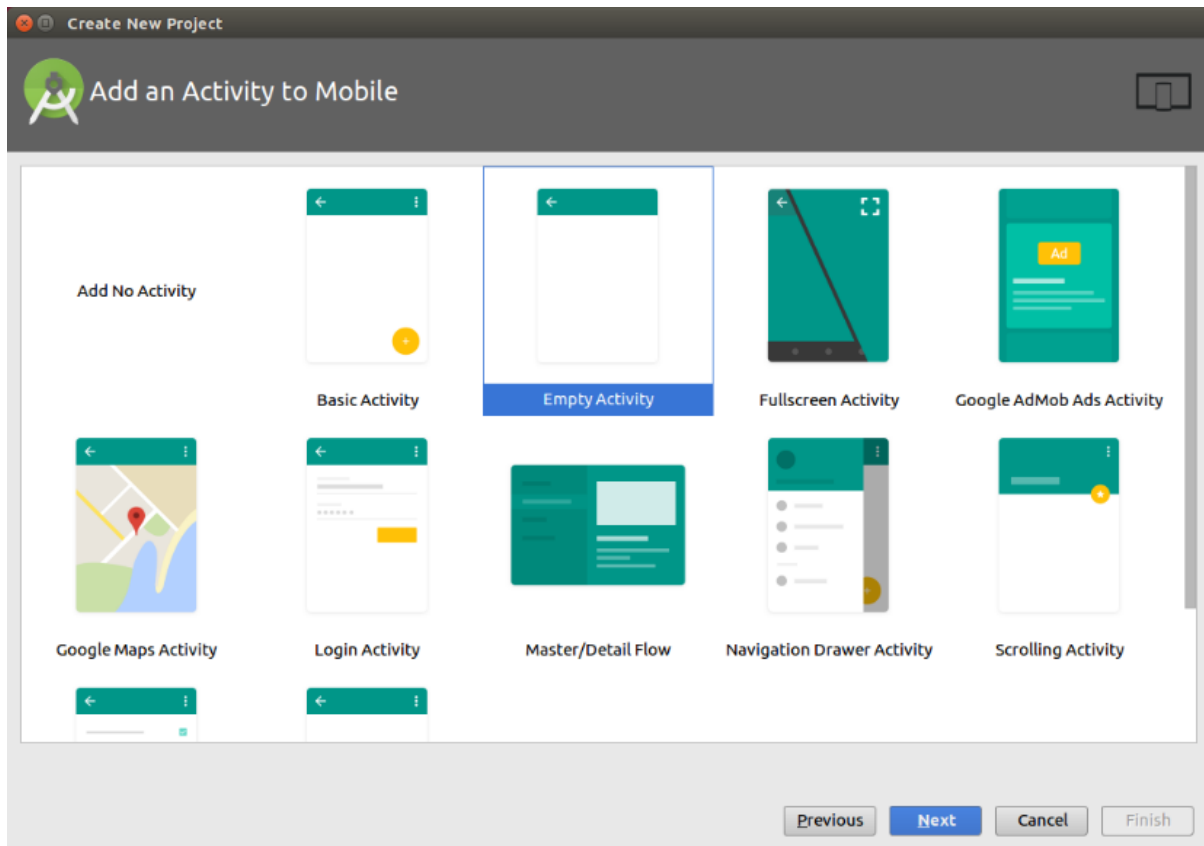 Create New Project
Add an Activity to Mobile
Add No Activity
Ad
Basic Activity
Empty Activity
Fullscreen Activity
Google AdMob Ads Activity
Google Maps Activity
Login Activity
Master/Detail Flow
Navigation Drawer Activity
Scrolling Activity
Previous
Next
Cancel
Finish